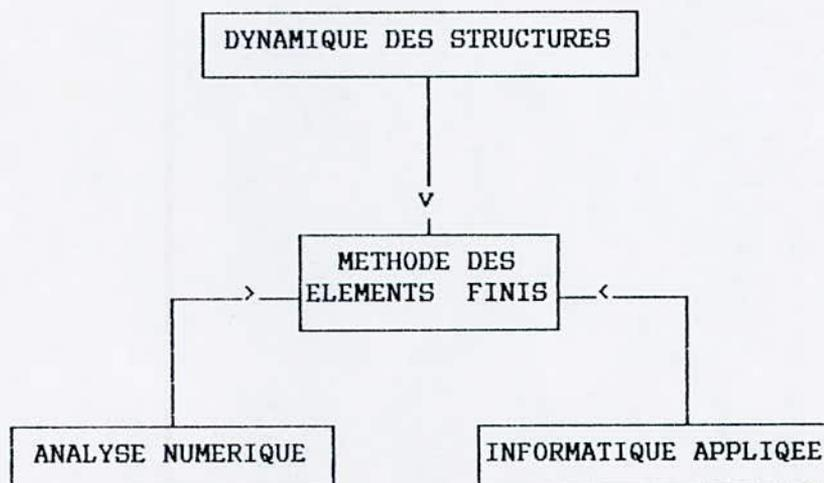 DYNAMIQUE DES STRUCTURES
METHODE DES
ELEMENTS FINIS
ANALYSE NUMERIQUE
INFORMATIQUE APPLIQEE